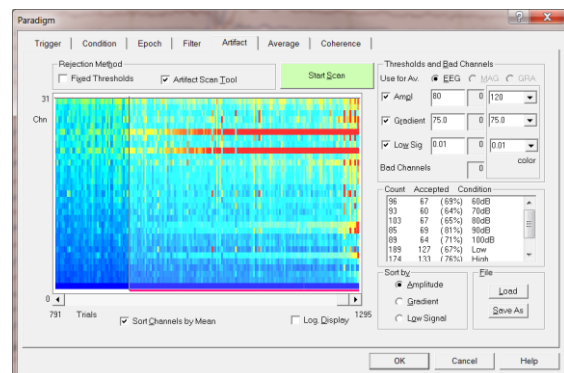 Paradigm
Trigger Condition Epoch Filter Artifact Average Coherence
Rejection Method
Fixed Thresholds Artifact Scan Tool
Start Scan
31
Chn
0
791 Trials 1295
Sort Channels by Mean Log. Display
Thresholds and Bad Channels
Use for Av. EEG MAG GRA
Ampl 80 0 120
Gradient 75.0 0 75.0
Low Sig 0.01 0 0.01
color
Bad Channels 0
Count Accepted Condition
96 67 (69%) 60dB
93 60 (64%) 70dB
103 67 (65%) 80dB
85 69 (81%) 90dB
89 64 (71%) 100dB
189 127 (67%) Low
174 133 (76%) High
Sort by
Amplitude
Gradient
Low Signal
File
Load
Save As
OK Cancel Help